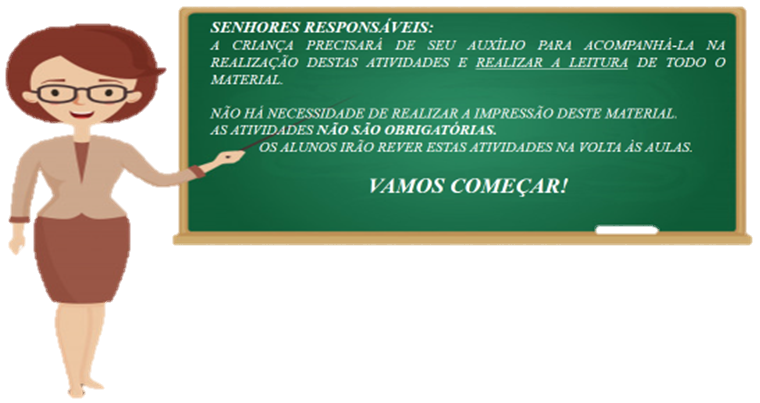 SENHORES RESPONSÁVEIS:
A CRIANÇA PRECISARÁ DE SEU AUXÍLIO PARA ACOMPANHÁ-LA NA
REALIZAÇÃO DESTAS ATIVIDADES E REALIZAR A LEITURA DE TODO O
MATERIAL.
NÃO HÁ NECESSIDADE DE REALIZAR A IMPRESSÃO DESTE MATERIAL.
AS ATIVIDADES NÃO SÃO OBRIGATÓRIAS.
OS ALUNOS IRÃO REVER ESTAS ATIVIDADES NA VOLTA ÀS AULAS.
VAMOS COMEÇAR!